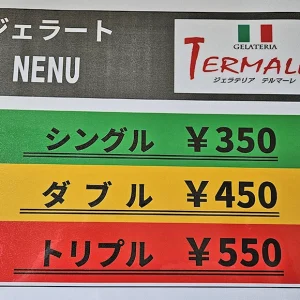 ジェラート
NENU
GELATERIA
TERMAL
ジェラテリア テルマーレ
シングル ￥350
ダブル ￥450
トリプル ￥550